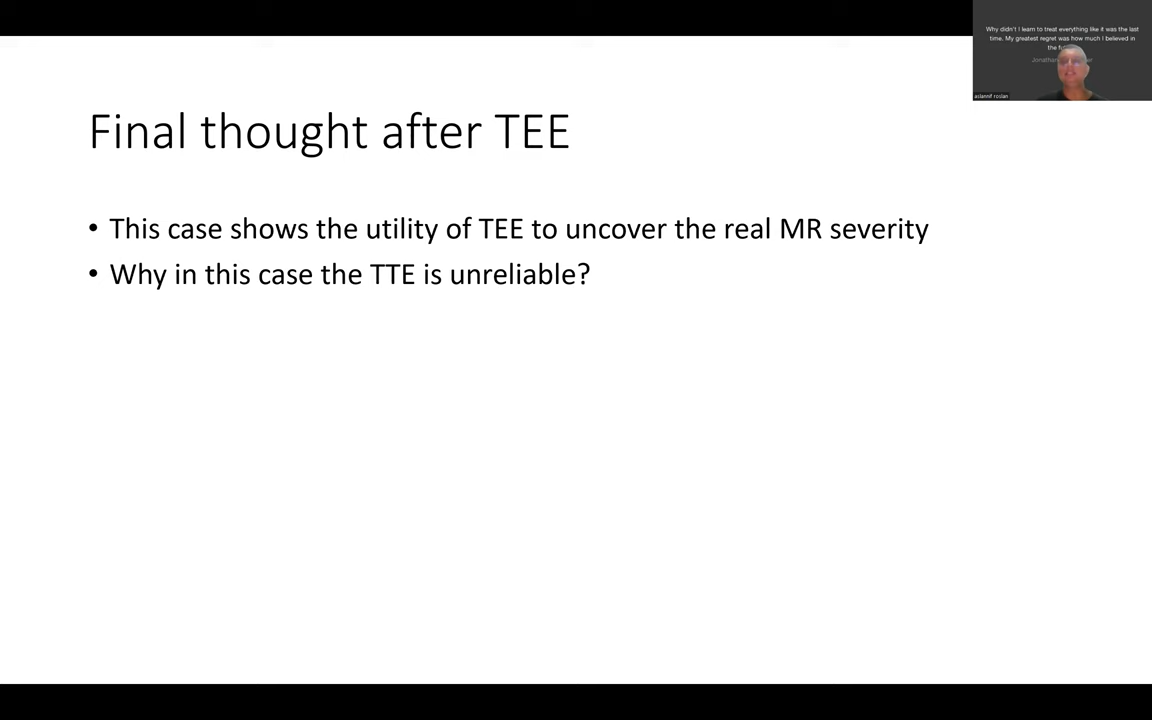 Why didn't I learn to treat everything like it was the last
time. My greatest regret was how much I believed in
the
Jonathan
aslannif roslan
Final thought after TEE
• This case shows the utility of TEE to uncover the real MR severity
• Why in this case the TTE is unreliable?